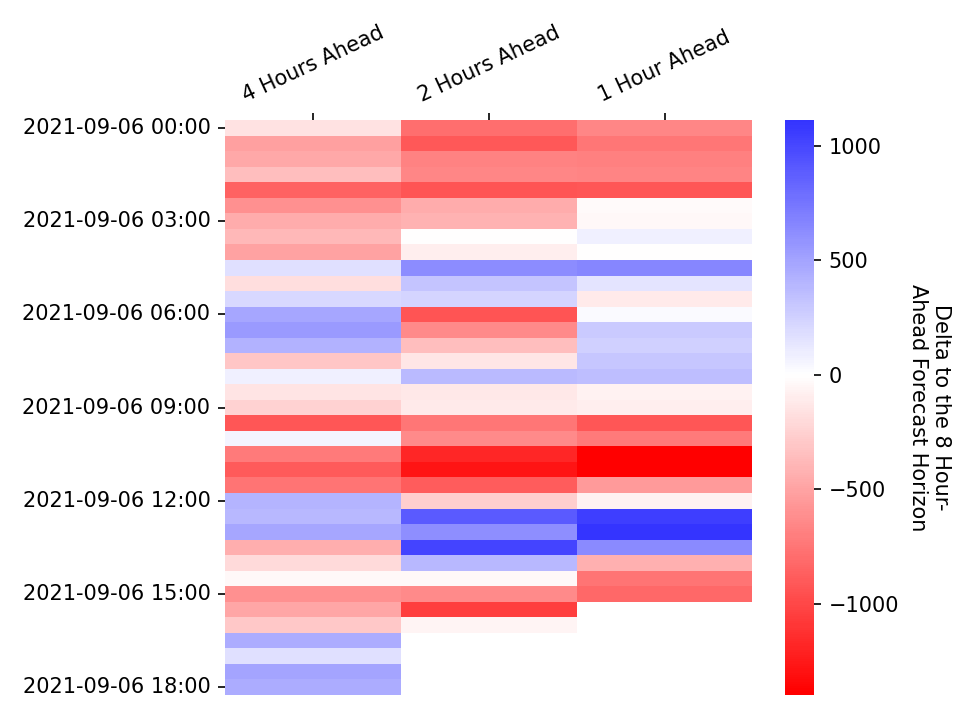 4 Hours Ahead
2 Hours Ahead
1 Hour Ahead
2021-09-06 00:00
2021-09-06 03:00
2021-09-06 06:00
2021-09-06 09:00
2021-09-06 12:00
2021-09-06 15:00
2021-09-06 18:00
1000
500
0
−500
−1000
Delta to the 8 Hour-
Ahead Forecast Horizon